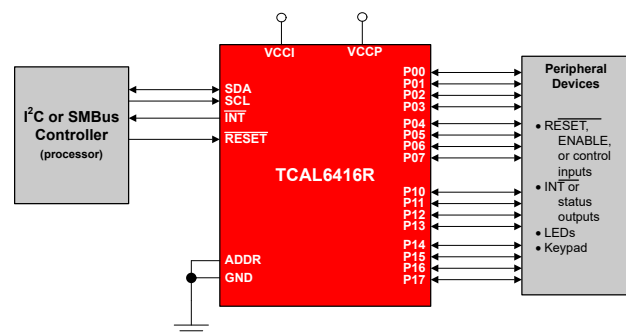 VCCI
VCCP
I²C or SMBus
Controller
(processor)
SDA
SCL
INT
RESET
TCAL6416R
ADDR
GND
P00
P01
P02
P03
P04
P05
P06
P07
P10
P11
P12
P13
P14
P15
P16
P17
Peripheral
Devices
• RESET,
ENABLE,
or control
inputs
• INT or
status
outputs
• LEDs
• Keypad